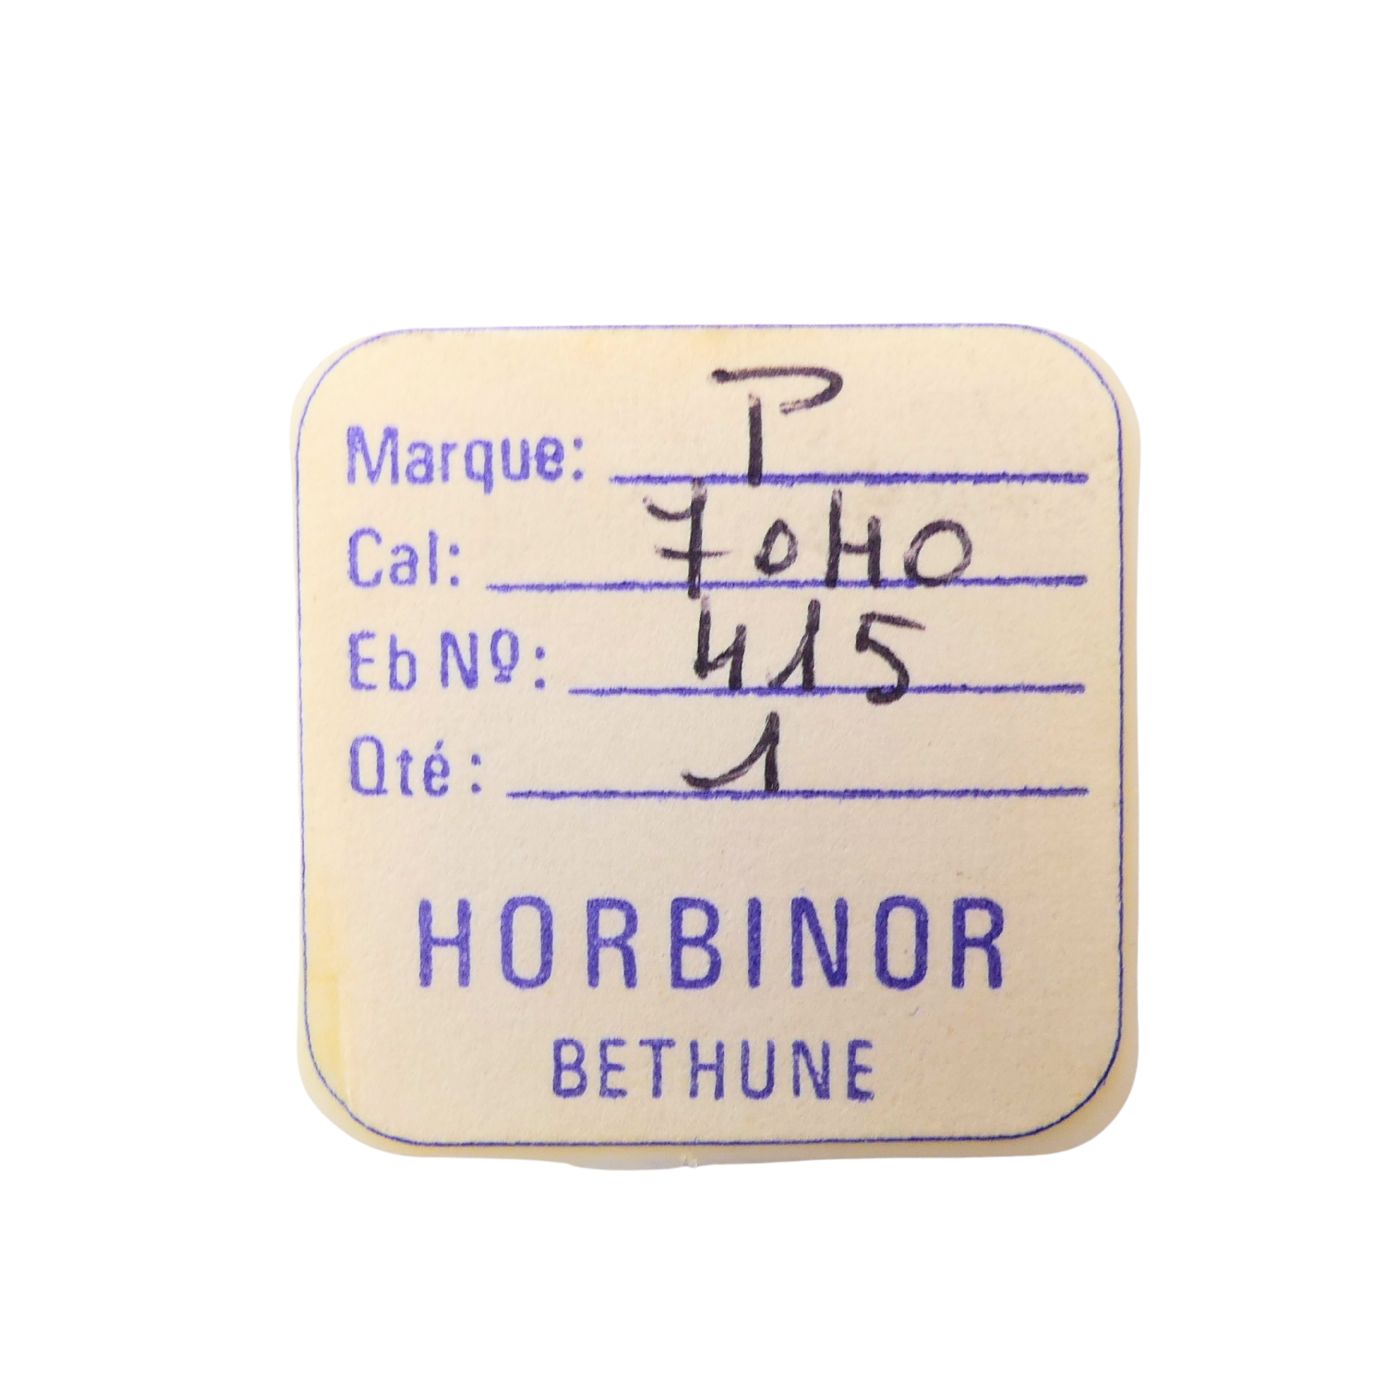 Marque: P
Cal: 7040
Eb Nº: 415
Qté: 1
HORBINOR
BETHUNE